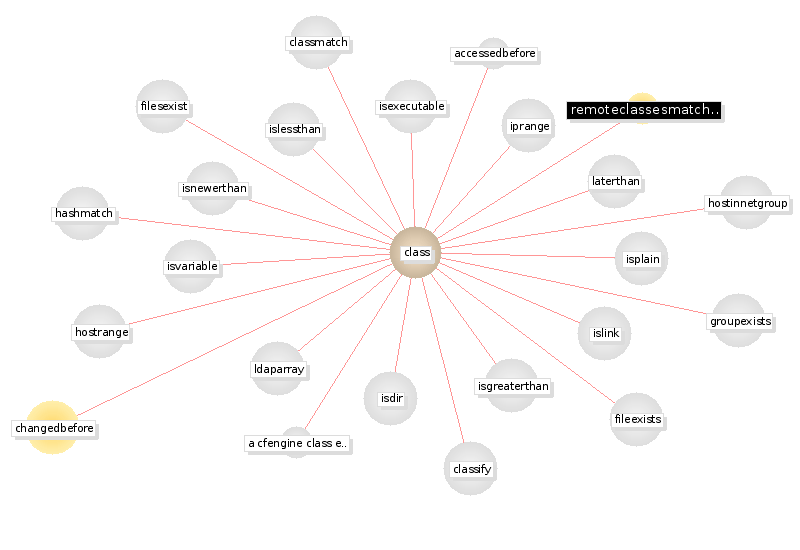 classmatch
accessedbefore
filesexist
isexecutable
remoteclassesmatch..
islessthan
iprange
isnewerthan
laterthan
hashmatch
hostinnetgroup
class
isvariable
isplain
hostrange
groupexists
islink
ldaparray
isgreaterthan
isdir
changedbefore
fileexists
a cfengine class e..
classify